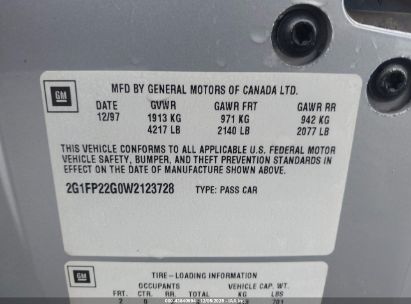 GM
MFD BY GENERAL MOTORS OF CANADA LTD.
DATE GVWR GAWR FRT GAWR RR
12/97 1913 KG 971 KG 942 KG
4217 LB 2140 LB 2077 LB
THIS VEHICLE CONFORMS TO ALL APPLICABLE U.S. FEDERAL MOTOR
VEHICLE SAFETY, BUMPER, AND THEFT PREVENTION STANDARDS IN
EFFECT ON THE DATE OF MANUFACTURE SHOWN ABOVE.
2G1FP22G0W2123728 TYPE: PASS CAR
GM
TIRE-LOADING INFORMATION
OCCUPANTS VEHICLE CAP. WT.
FRT. CTR. RR. TOTAL KG LBS
2 0 701